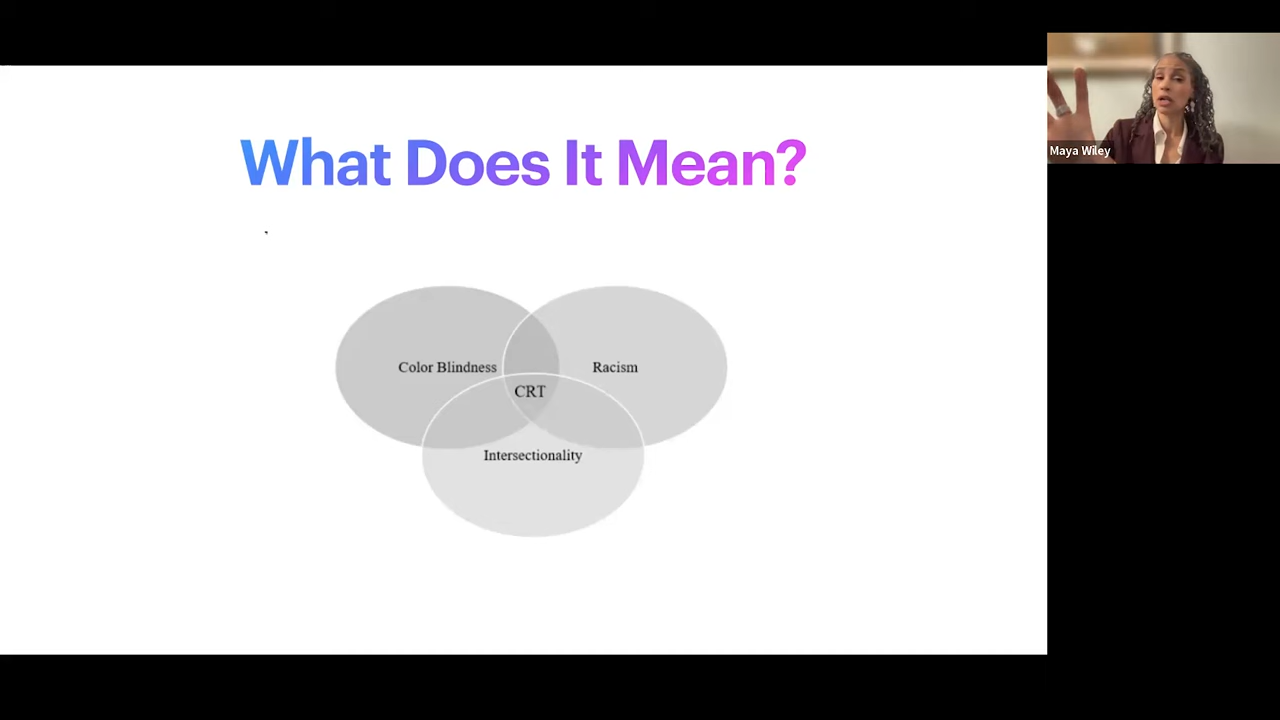 What Does It Mean?
Maya Wiley
Color Blindness
Racism
CRT
Intersectionality